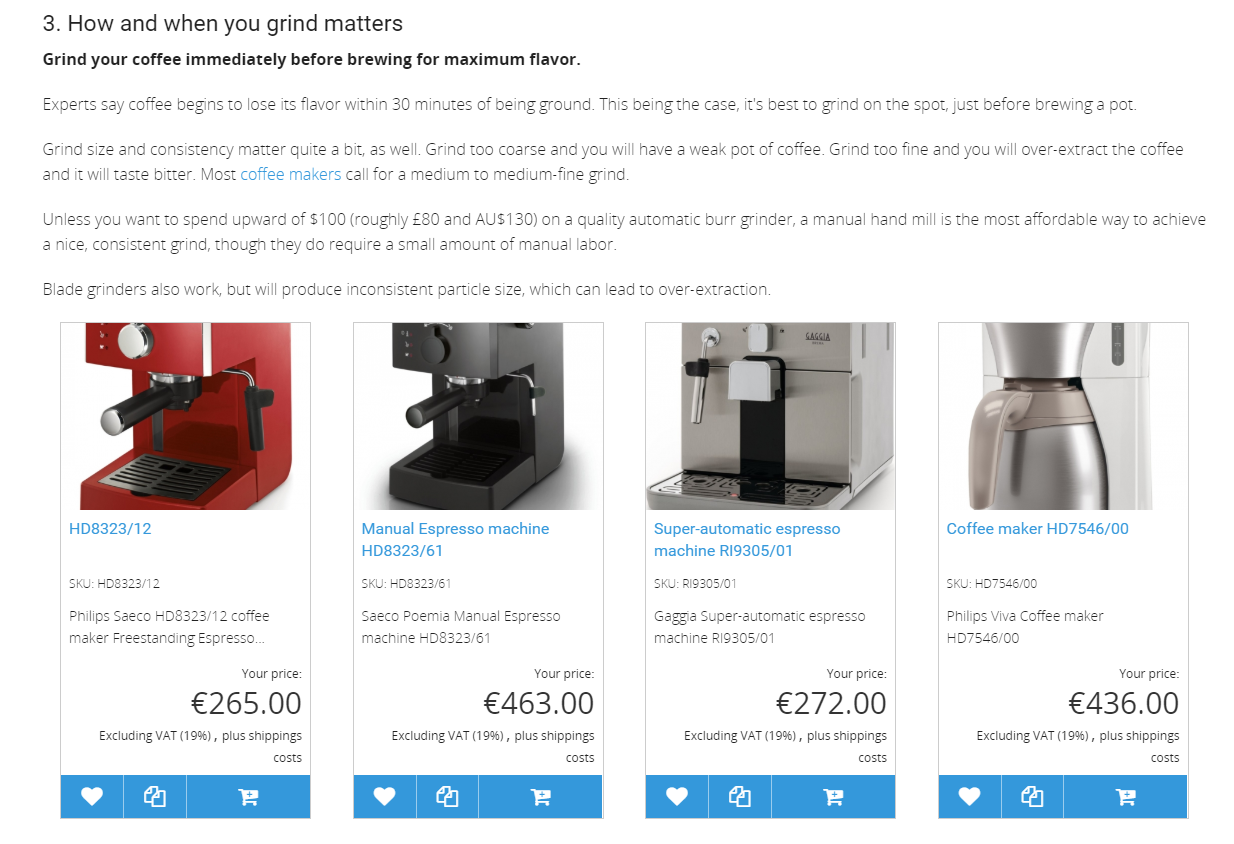 3. How and when you grind matters
Grind your coffee immediately before brewing for maximum flavor.
Experts say coffee begins to lose its flavor within 30 minutes of being ground. This being the case, it's best to grind on the spot, just before brewing a pot.
Grind size and consistency matter quite a bit, as well. Grind too coarse and you will have a weak pot of coffee. Grind too fine and you will over-extract the coffee
and it will taste bitter. Most coffee makers call for a medium to medium-fine grind.
Unless you want to spend upward of $100 (roughly £80 and AU$130) on a quality automatic burr grinder, a manual hand mill is the most affordable way to achieve
a nice, consistent grind, though they do require a small amount of manual labor.
Blade grinders also work, but will produce inconsistent particle size, which can lead to over-extraction.
GAGGIA
HD8323/12
SKU: HD8323/12
Philips Saeco HD8323/12 coffee
maker Freestanding Espresso...
Your price:
€265.00
Excluding VAT (19%) , plus shippings
costs
Manual Espresso machine
HD8323/61
SKU: HD8323/61
Saeco Poemia Manual Espresso
machine HD8323/61
Your price:
€463.00
Excluding VAT (19%) , plus shippings
costs
Super-automatic espresso
machine RI9305/01
SKU: RI9305/01
Gaggia Super-automatic espresso
machine RI9305/01
Your price:
€272.00
Excluding VAT (19%) , plus shippings
costs
Coffee maker HD7546/00
SKU: HD7546/00
Philips Viva Coffee maker
HD7546/00
Your price:
€436.00
Excluding VAT (19%) , plus shippings
costs